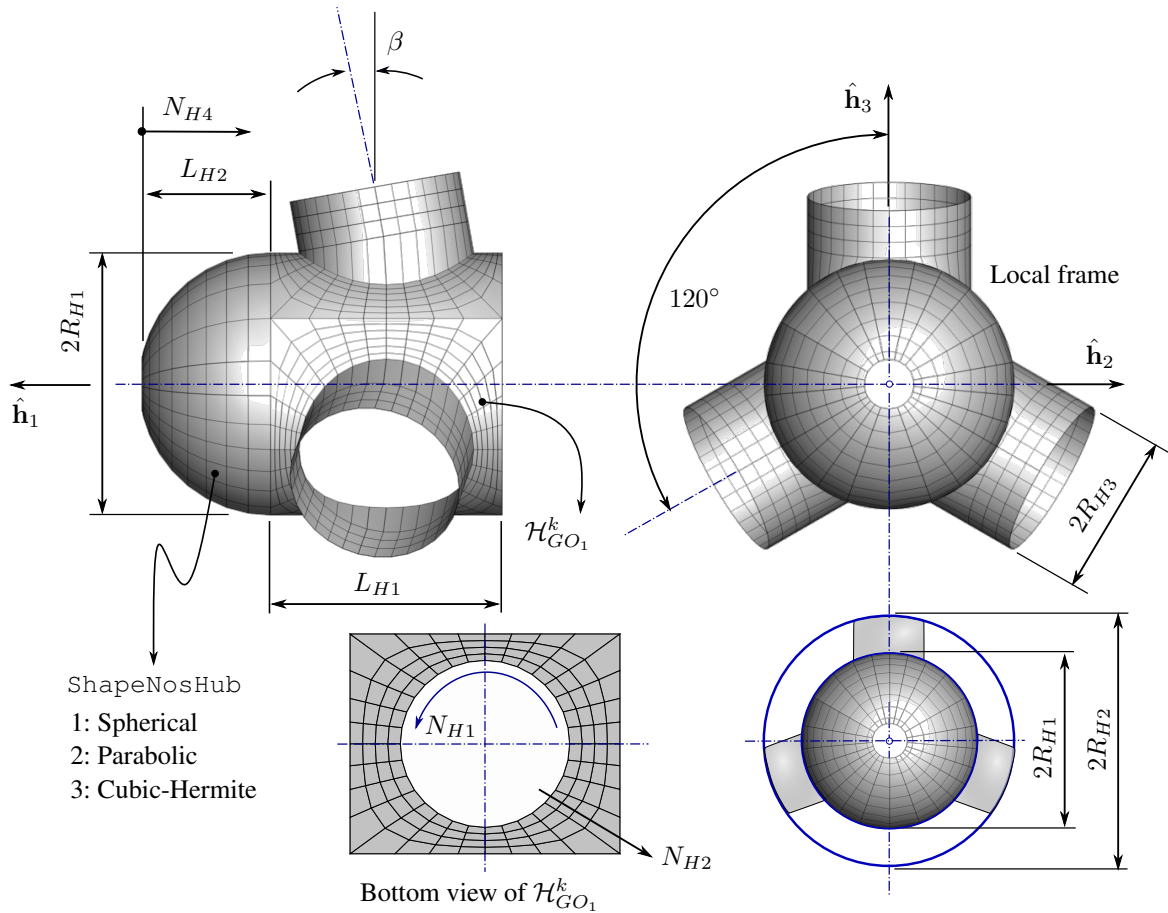 β
N_{H4}
L_{H2}
2R_{H1}
ĥ_1
\mathcal{H}^k_{GO_1}
L_{H1}
ShapeNosHub
1: Spherical
2: Parabolic
3: Cubic-Hermite
N_{H1}
N_{H2}
Bottom view of \mathcal{H}^k_{GO_1}
ĥ_3
120°
Local frame
ĥ_2
2R_{H3}
2R_{H1}
2R_{H2}